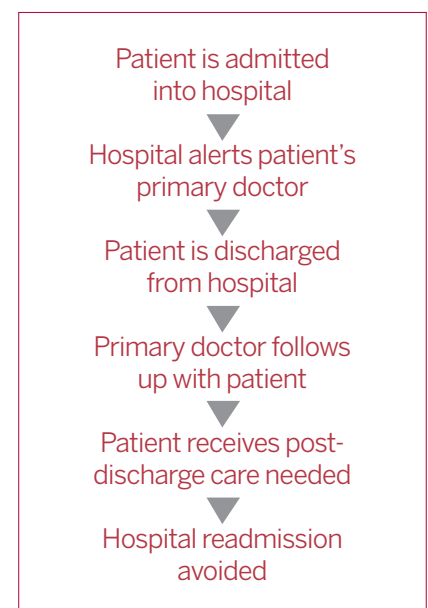 Patient is admitted
into hospital
Hospital alerts patient’s
primary doctor
Patient is discharged
from hospital
Primary doctor follows
up with patient
Patient receives post-
discharge care needed
Hospital readmission
avoided